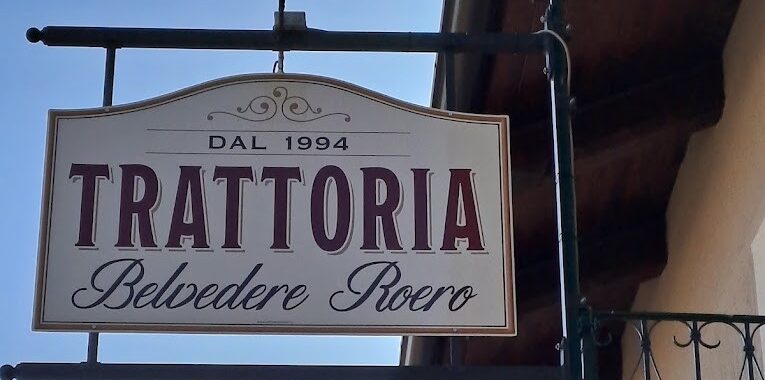 DAL 1994
TRATTORIA
Belvedere Roero